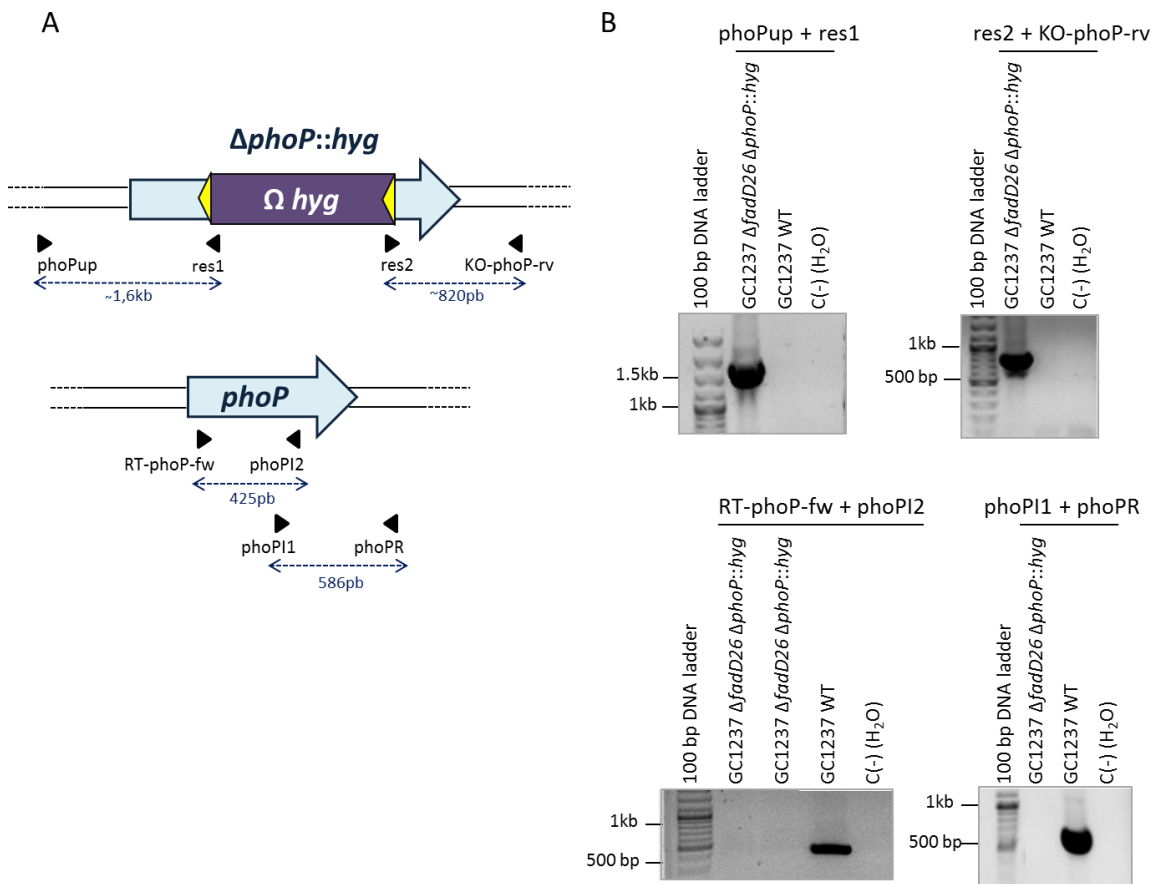 A
ΔphoP::hyg
Ω hyg
phoPup
res1
res2
KO-phoP-rv
~1,6kb
~820pb
phoP
RT-phoP-fw
phoPI2
425pb
phoPI1
phoPR
586pb
B
phoPup + res1
100 bp DNA ladder
GC1237 ΔfadD26 ΔphoP::hyg
GC1237 WT
C(-) (H₂O)
1.5kb
1kb
res2 + KO-phoP-rv
100 bp DNA ladder
GC1237 ΔfadD26 ΔphoP::hyg
GC1237 WT
C(-) (H₂O)
1kb
500 bp
RT-phoP-fw + phoPI2
100 bp DNA ladder
GC1237 ΔfadD26 ΔphoP::hyg
GC1237 ΔfadD26 ΔphoP::hyg
GC1237 WT
C(-) (H₂O)
1kb
500 bp
phoPI1 + phoPR
100 bp DNA ladder
GC1237 ΔfadD26 ΔphoP::hyg
GC1237 WT
C(-) (H₂O)
1kb
500 bp